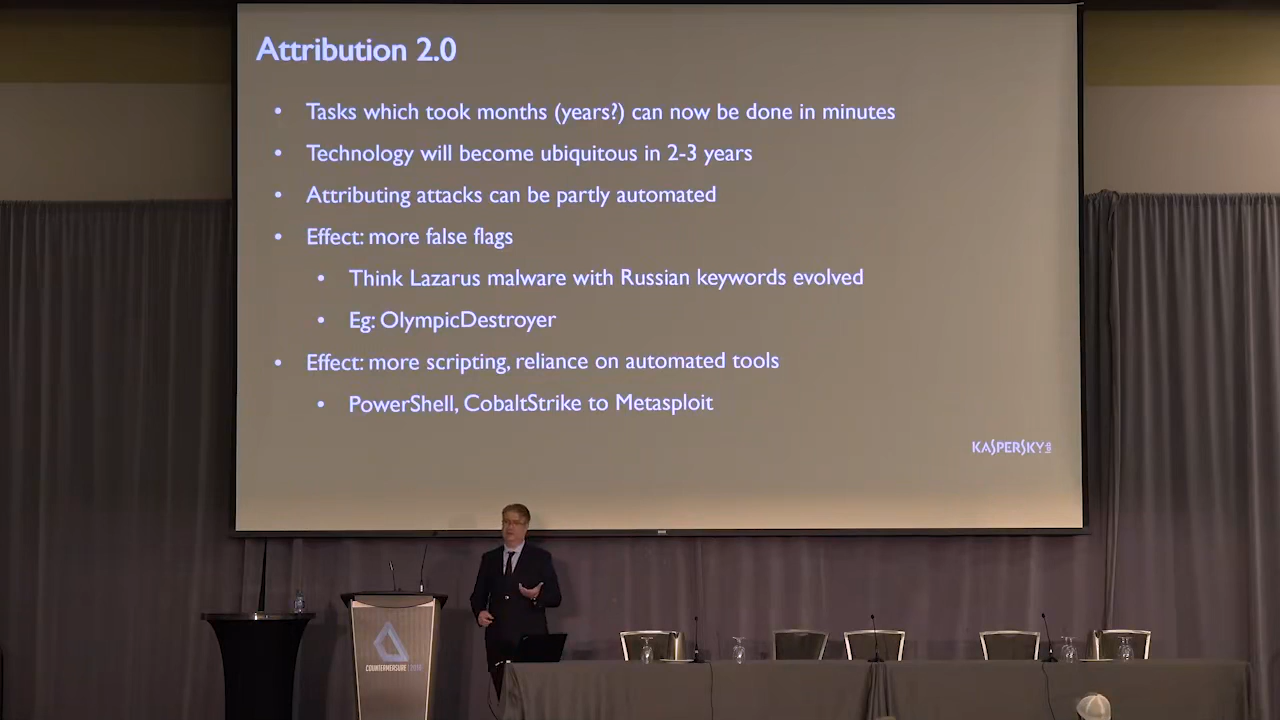 Attribution 2.0
• Tasks which took months (years?) can now be done in minutes
• Technology will become ubiquitous in 2-3 years
• Attributing attacks can be partly automated
• Effect: more false flags
• Think Lazarus malware with Russian keywords evolved
• Eg: OlympicDestroyer
• Effect: more scripting, reliance on automated tools
• PowerShell, CobaltStrike to Metasploit
KASPERSKY
COUNTERMEASURE